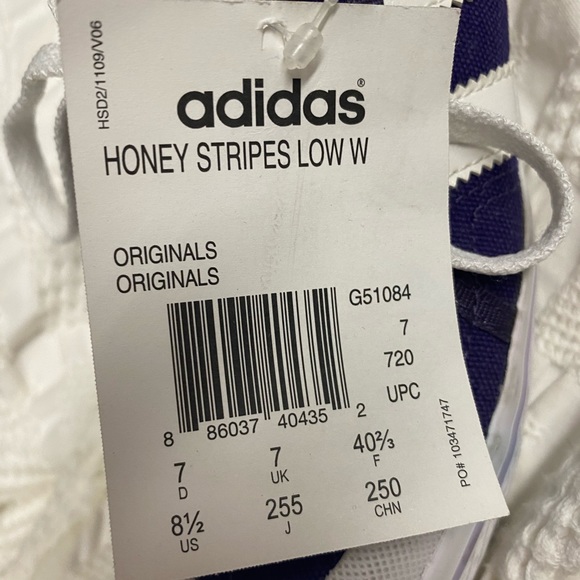 HSD2/1109/V06
adidas®
HONEY STRIPES LOW W
ORIGINALS
ORIGINALS
G51084
7
720
UPC
8 86037 40435 2
7 7 40⅔
D UK F
8½ 255 250
US J CHN
PO# 103471747